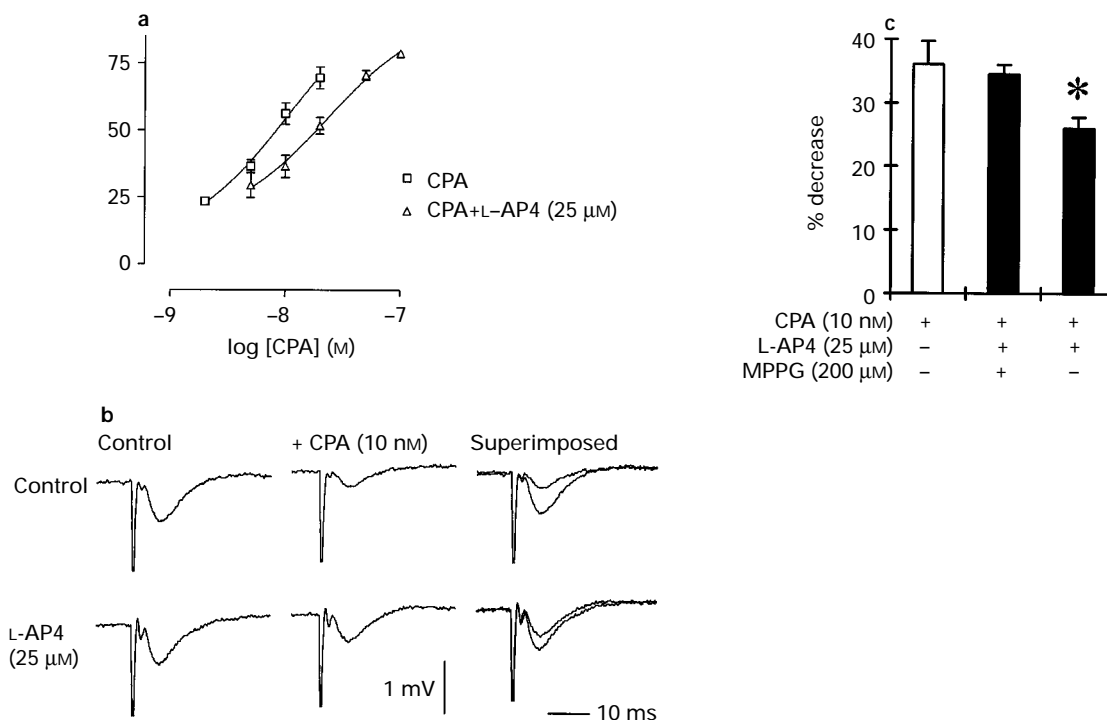 a
75
50
25
0
−9 −8 −7
log [CPA] (M)
CPA
CPA+L–AP4 (25 µM)
c
40
30
20
10
0
% decrease
*
CPA (10 nM) + + +
L-AP4 (25 µM) – + +
MPPG (200 µM) – + –
b
Control + CPA (10 nM) Superimposed
Control
L-AP4
(25 µM)
1 mV
10 ms